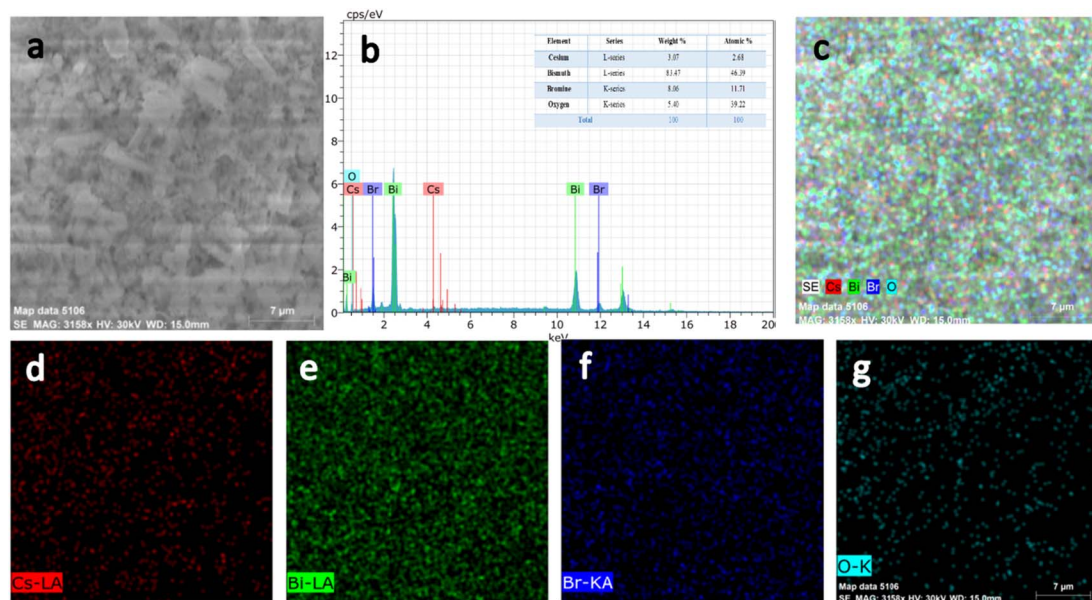 a
Map data 5106
SE MAG: 3158x HV: 30kV WD: 15.0mm
7 µm
cps/eV
b
12
10
8
6
4
2
0
2 4 6 8 10 12 14 16 18 20
keV
O
Cs Br Bi Cs Bi Br
Bi
Element Series Weight % Atomic %
Cesium L-series 3.07 2.68
Bismuth L-series 83.47 46.39
Bromine K-series 8.06 11.71
Oxygen K-series 5.40 39.22
Total 100 100
c
SE Cs Bi Br O
Map data 5106
SE MAG: 3158x HV: 30kV WD: 15.0mm
7 µm
d
Cs-LA
e
Bi-LA
f
Br-KA
g
O-K
Map data 5106
SE MAG: 3158x HV: 30kV WD: 15.0mm
7 µm